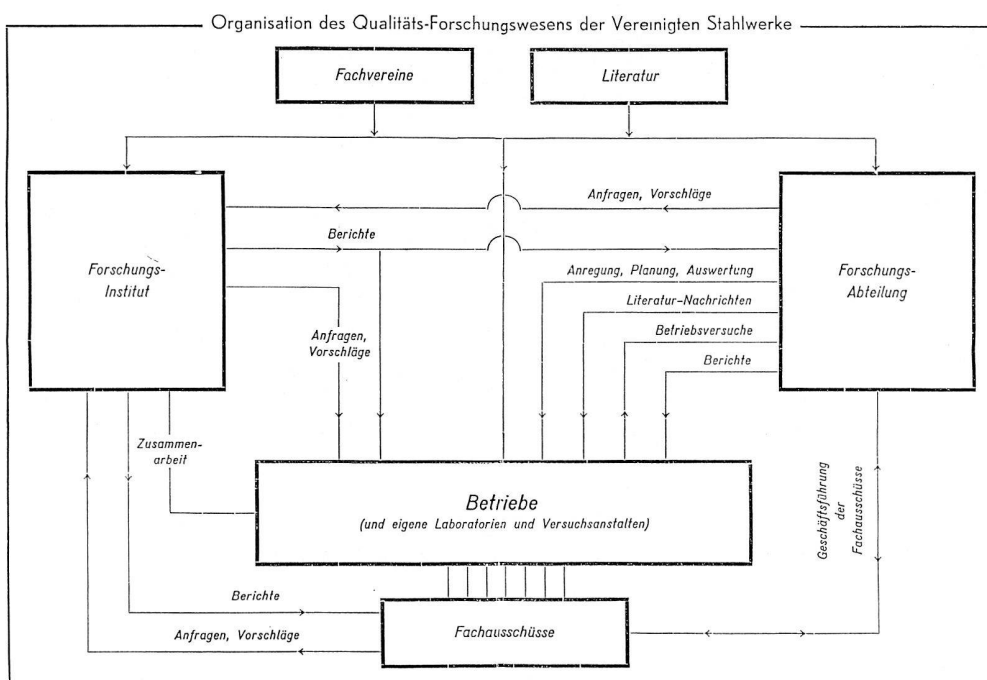 Organisation des Qualitäts-Forschungswesens der Vereinigten Stahlwerke
Fachvereine
Literatur
Anfragen, Vorschläge
Berichte
Forschungs-
Institut
Forschungs-
Abteilung
Anregung, Planung, Auswertung
Literatur-Nachrichten
Anfragen,
Vorschläge
Betriebsversuche
Berichte
Zusammen-
arbeit
Betriebe
(und eigene Laboratorien und Versuchsanstalten)
Geschäftsführung
der
Fachausschüsse
Berichte
Anfragen, Vorschläge
Fachausschüsse